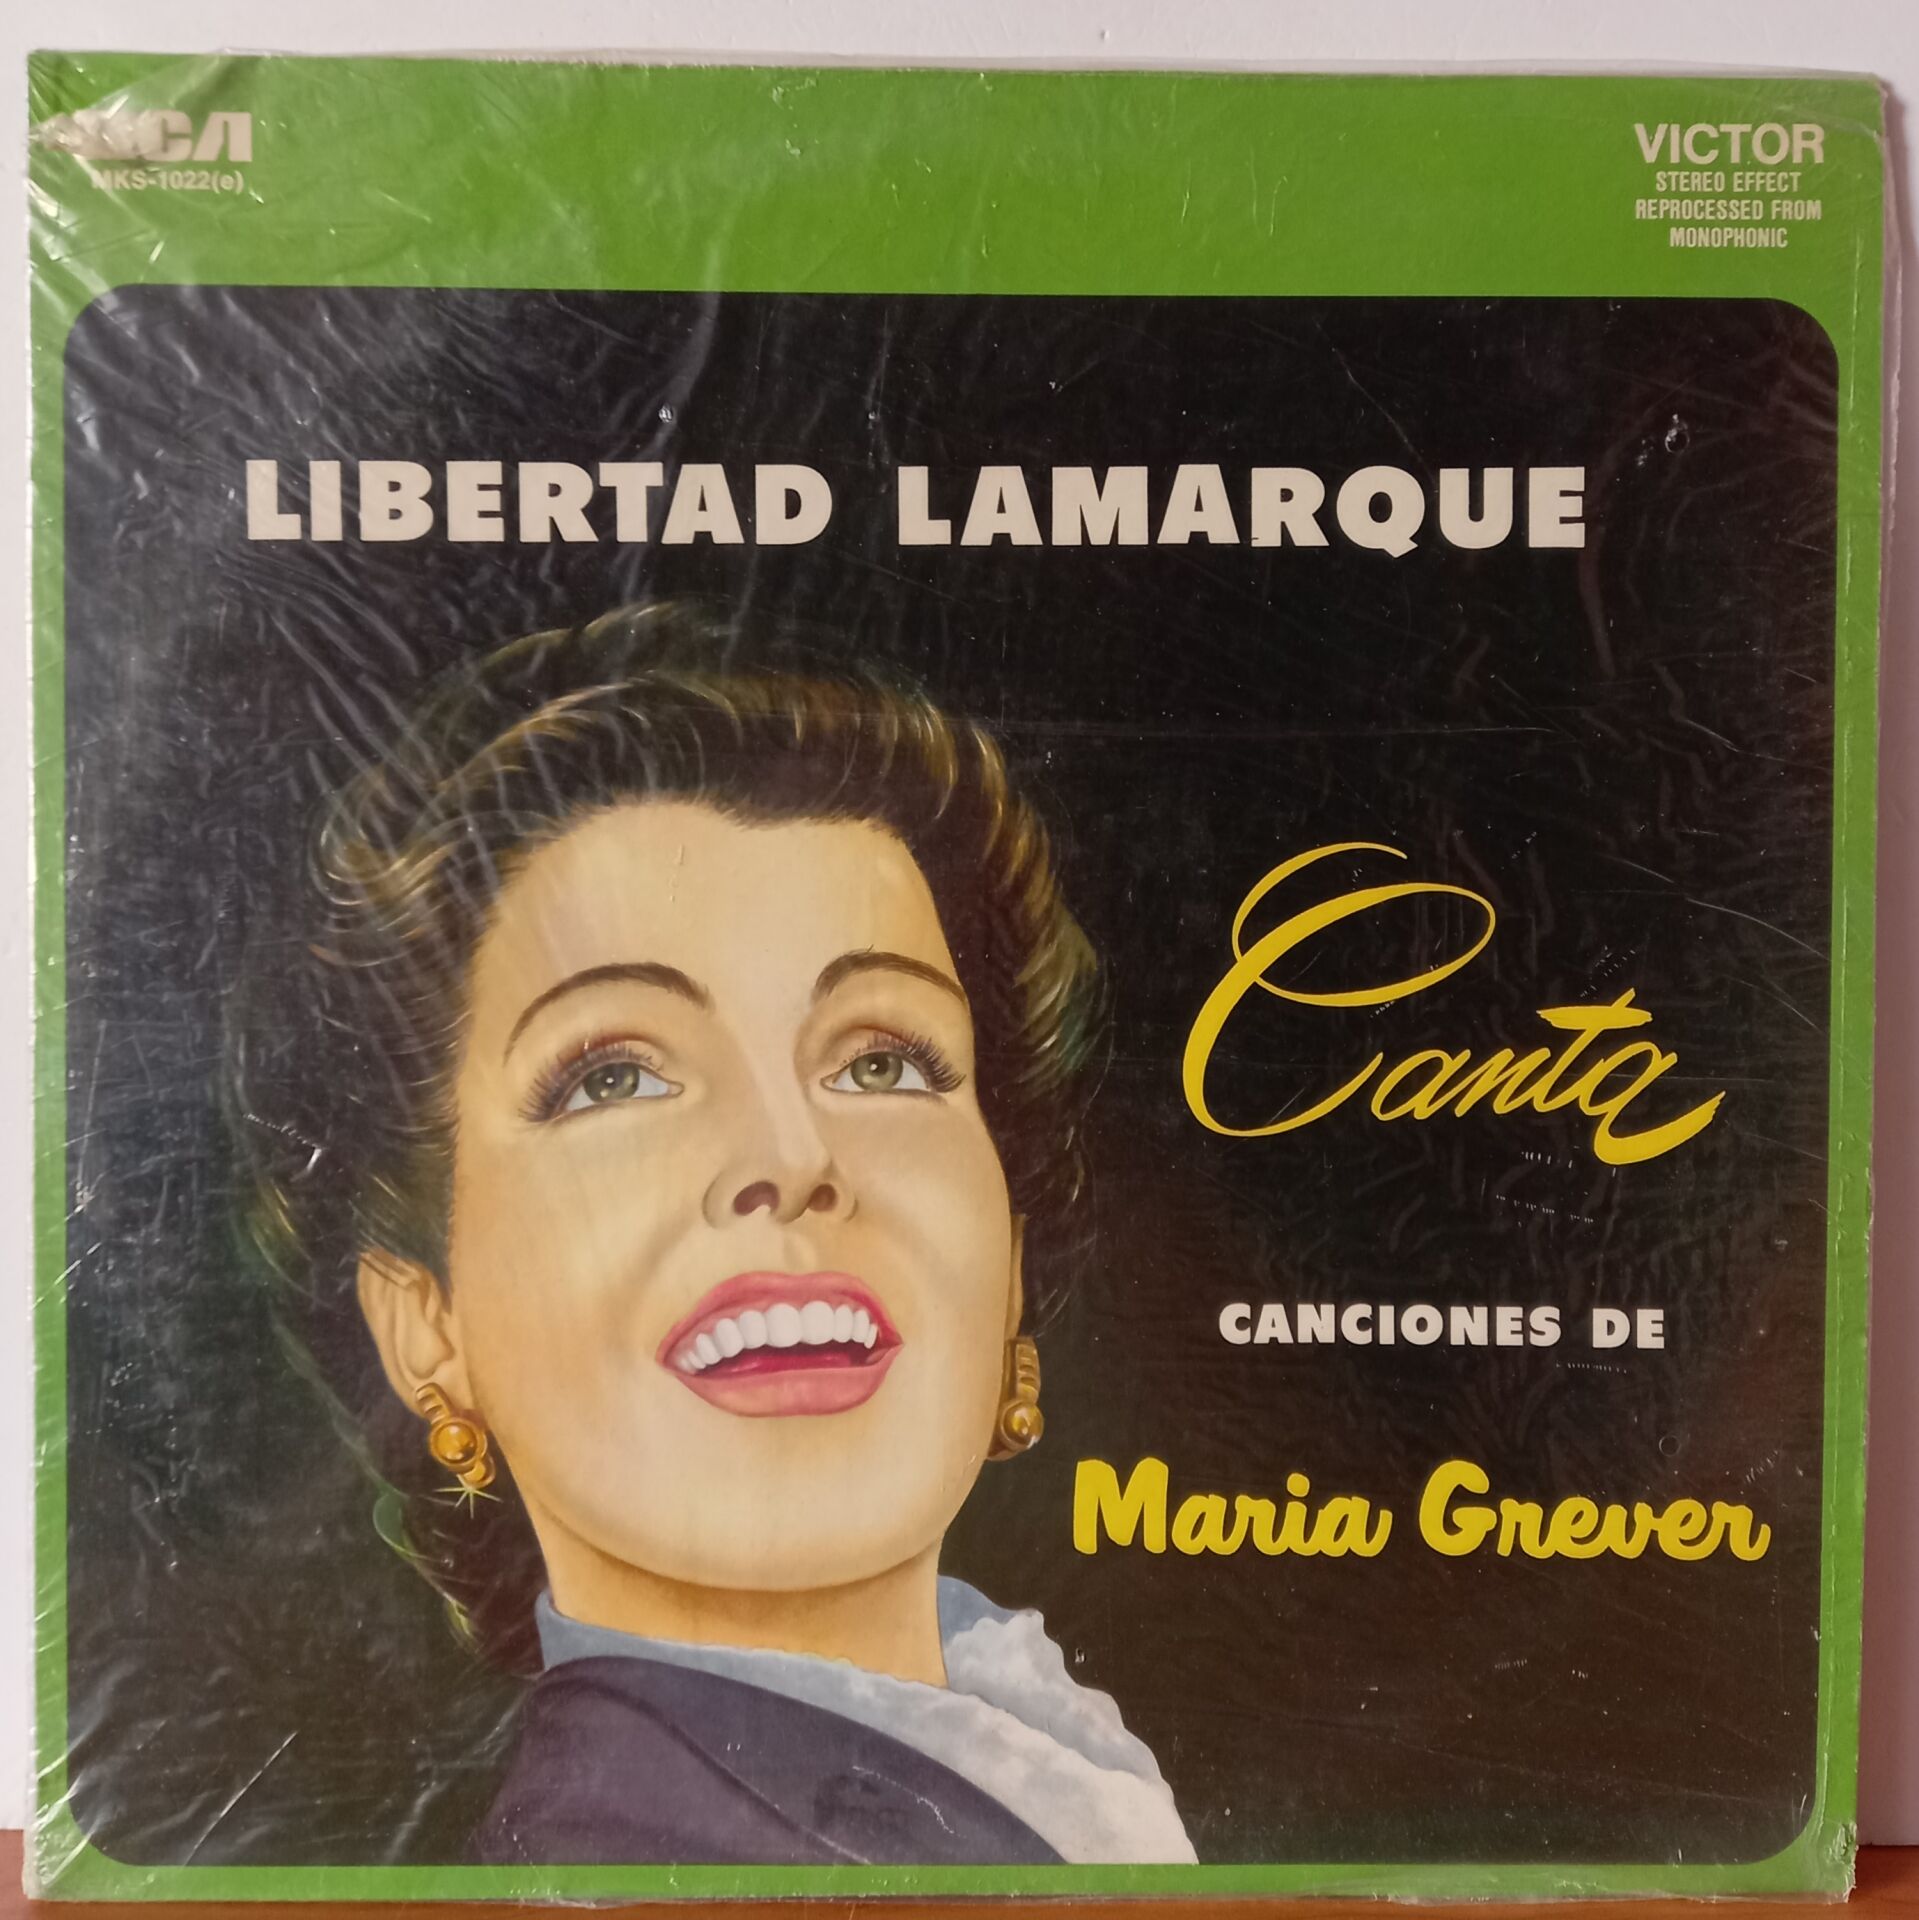 RCA
MKS-1022(e)
VICTOR
STEREO EFFECT
REPROCESSED FROM
MONOPHONIC
LIBERTAD LAMARQUE
Canta
CANCIONES DE
Maria Grever